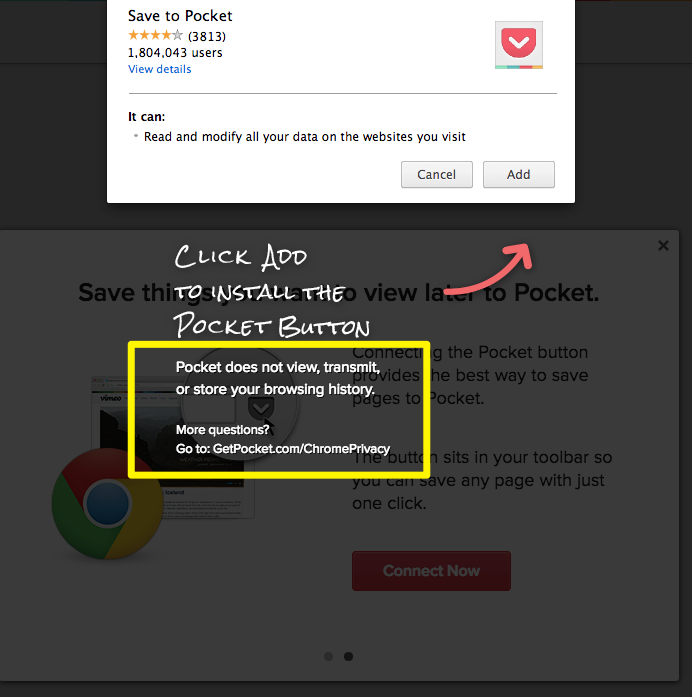 Save to Pocket
(3813)
1,804,043 users
View details
It can:
Read and modify all your data on the websites you visit
Cancel
Add
Click Add
to install the
Pocket Button
Save things you want to view later to Pocket.
Pocket does not view, transmit,
or store your browsing history.
More questions?
Go to: GetPocket.com/ChromePrivacy
vimeo
Connecting the Pocket button
provides the best way to save
pages to Pocket.
The button sits in your toolbar so
you can save any page with just
one click.
Connect Now